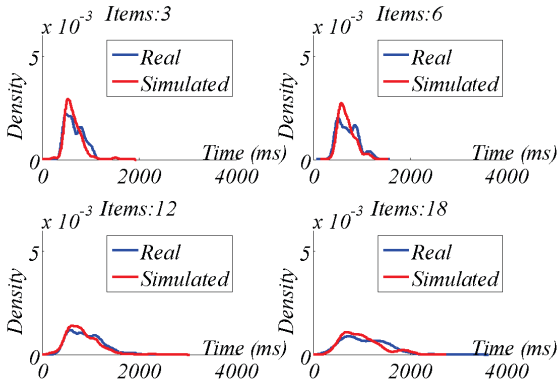 x 10⁻³ Items:3
5
Density
Real
Simulated
0
Time (ms)
0 2000 4000
x 10⁻³ Items:6
5
Density
Real
Simulated
0
Time (ms)
0 2000 4000
x 10⁻³ Items:12
5
Density
Real
Simulated
0
Time (ms)
0 2000 4000
x 10⁻³ Items:18
5
Density
Real
Simulated
0
Time (ms)
0 2000 4000